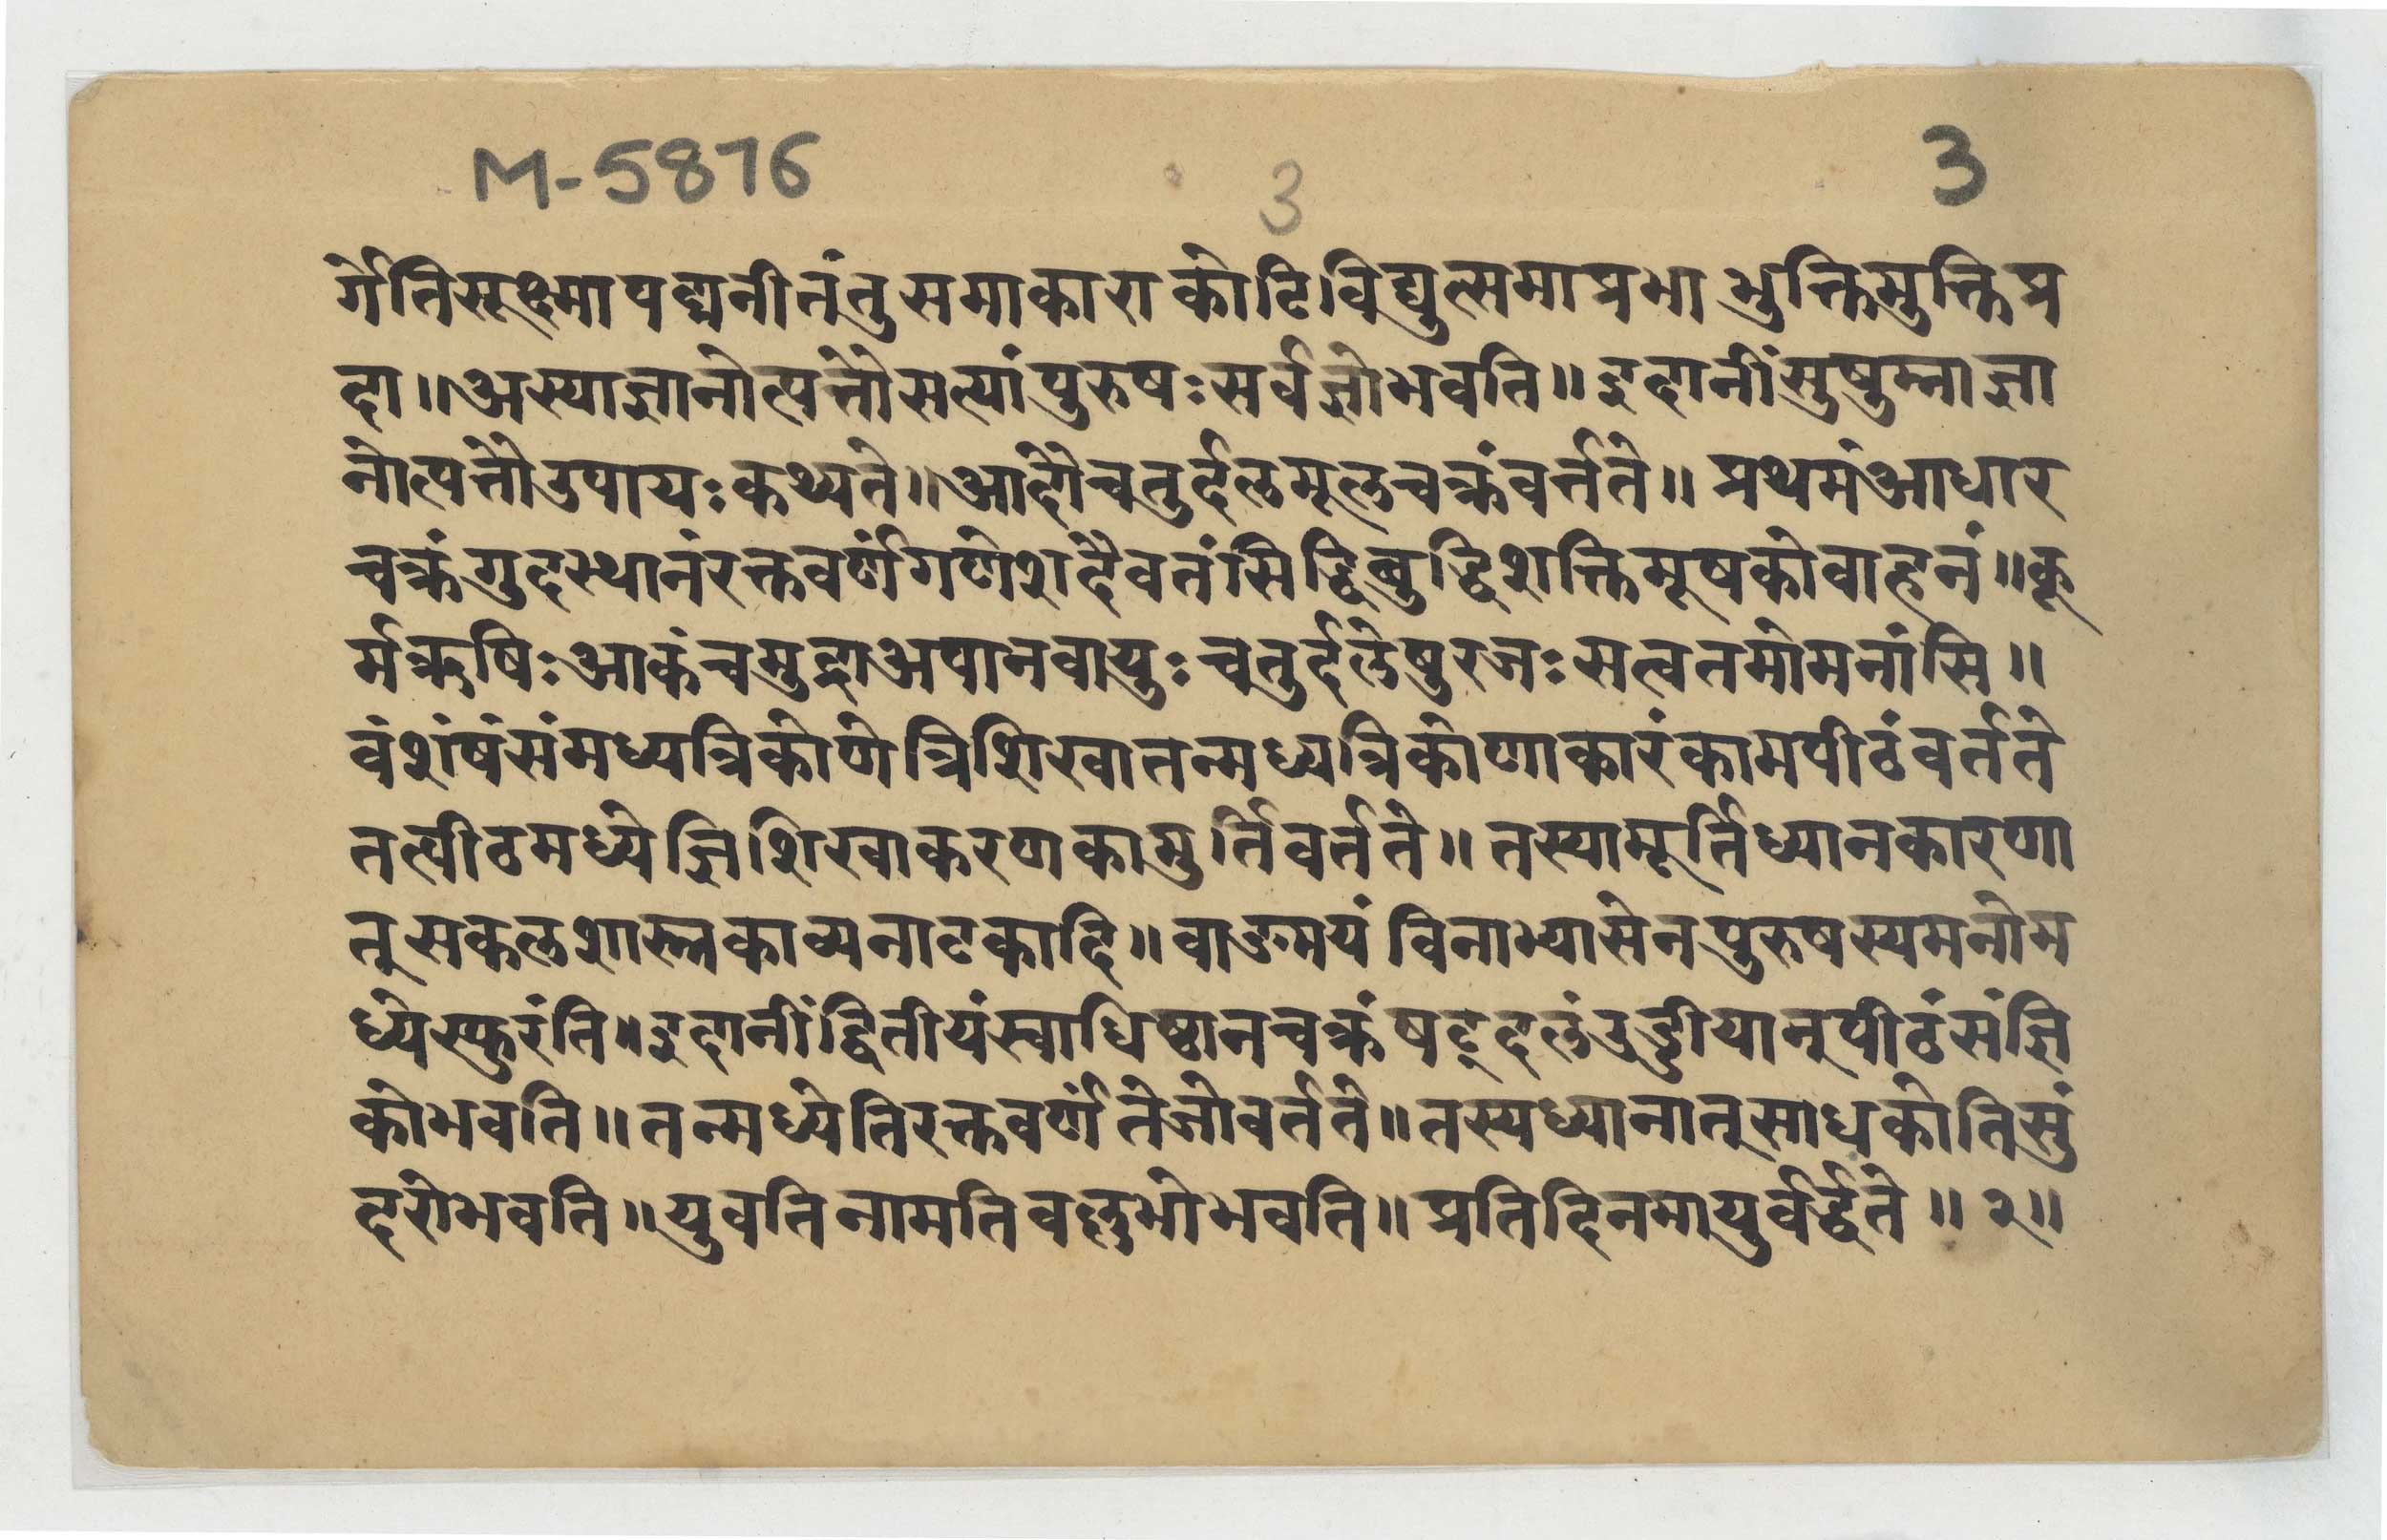 M-5876 3 3
र्गेतिसूक्ष्मा पद्मनीतंतु समाकारा कोटि विद्युत्समाप्रभा भुक्तिमुक्तिप्र
दा॥अस्याज्ञानोत्पत्तौसत्यांपुरुषःसर्वज्ञोभवति॥इदानींसुषुम्नाज्ञा
नोत्पत्तौउपायःकथ्यते॥आदौचतुर्द्दलमूलचक्रंवर्त्तते॥ प्रथमंआधार
चक्रंगुदस्थानंरक्तवर्णंगणेशदैवतंसिद्धिबुद्धिशक्तिमूषकोवाहनं॥कू
र्मऋषिःआकंचमुद्राअपानवायुःचतुर्द्दलेषुरजःसत्वतमोमनांसि॥
वंशंषंसंमध्यत्रिकोणेत्रिशिखातन्मध्यत्रिकोणाकारंकामपीठंवर्तते
तत्पीठमध्येज्ञिशिखाकरणकामुर्तिवर्तते॥तस्यामूर्तिध्यानकारणा
त्सकलशास्त्रकाव्यनाटकादि॥वाङमयं विनाभ्यासेनपुरुषस्यमनोम
ध्येस्फुरंति॥इदानींद्वितीयंस्वाधिष्ठानचक्रंषट्दलंउड्डीयान्पीठंसंज्ञि
कोभवति॥तन्मध्येतिरक्तवर्णंतेजोवर्तते॥तस्यध्यानात्साधकोतिसुं
दरोभवति॥युवतिनामतिवल्लभोभवति॥प्रतिदिनमायुर्वर्द्धते॥२॥